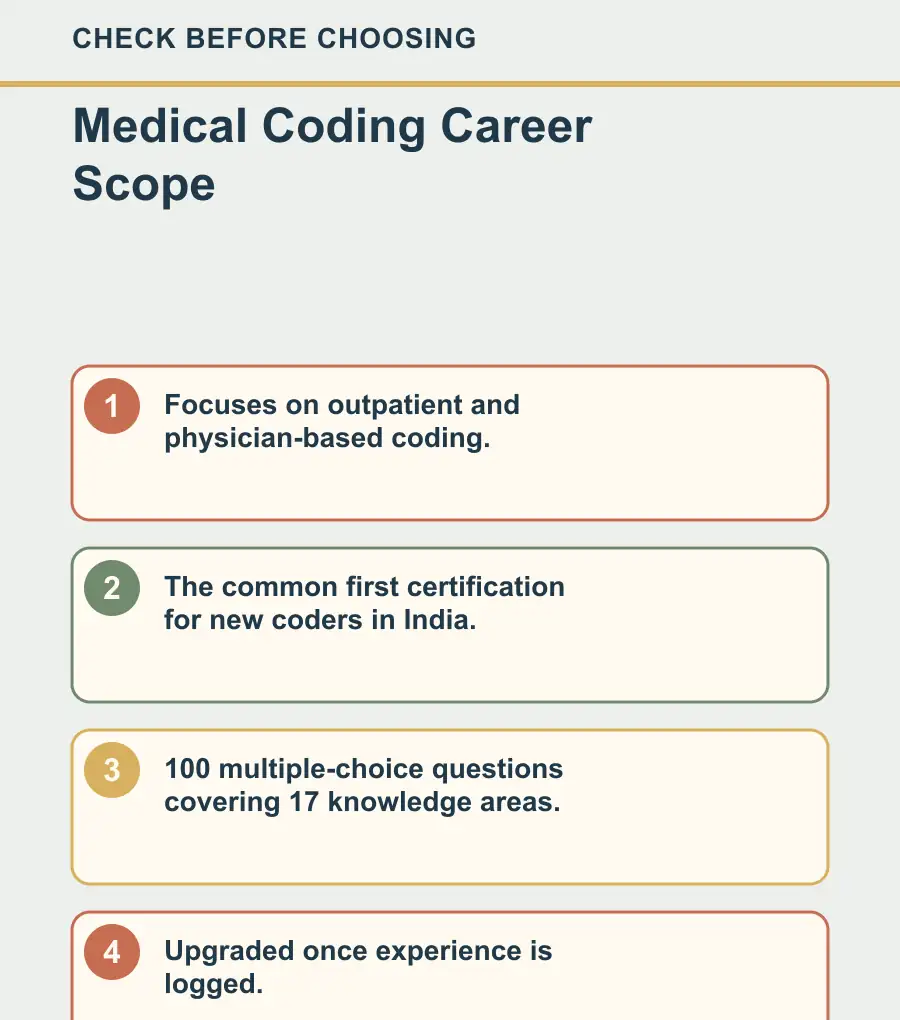 CHECK BEFORE CHOOSING
Medical Coding Career
Scope
1
Focuses on outpatient and
physician-based coding.
2
The common first certification
for new coders in India.
3
100 multiple-choice questions
covering 17 knowledge areas.
4
Upgraded once experience is
logged.